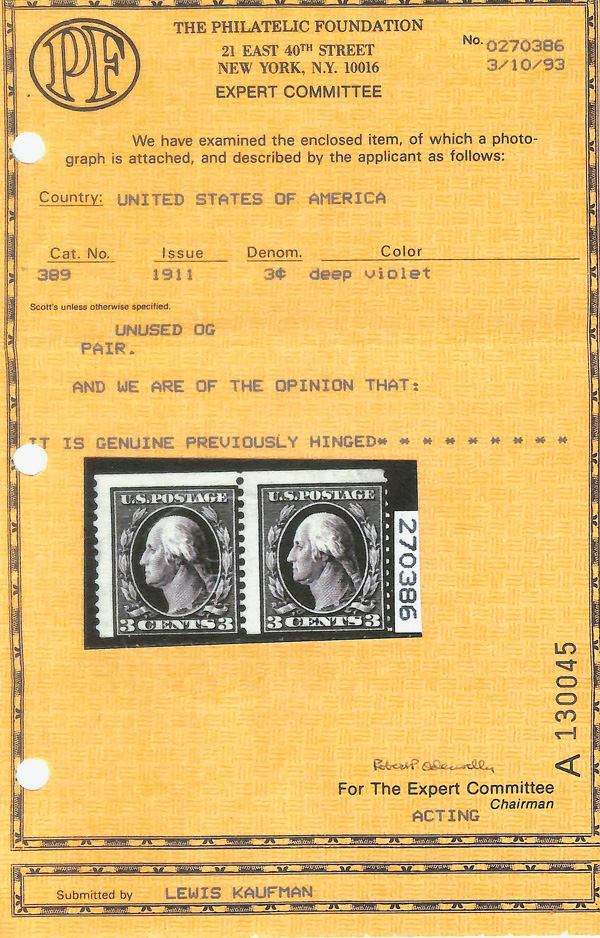 PF
THE PHILATELIC FOUNDATION
21 EAST 40TH STREET
NEW YORK, N.Y. 10016
EXPERT COMMITTEE
No. 0270386
3/10/93
We have examined the enclosed item, of which a photo-
graph is attached, and described by the applicant as follows:
Country: UNITED STATES OF AMERICA
Cat. No. Issue Denom. Color
389 1911 3¢ deep violet
Scott's unless otherwise specified.
UNUSED OG
PAIR.
AND WE ARE OF THE OPINION THAT:
IT IS GENUINE PREVIOUSLY HINGED* * * * * * * * * *
U.S.POSTAGE U.S.POSTAGE
3 CENTS 3 3 CENTS 3
270386
A 130045
For The Expert Committee
Chairman
ACTING
Submitted by LEWIS KAUFMAN